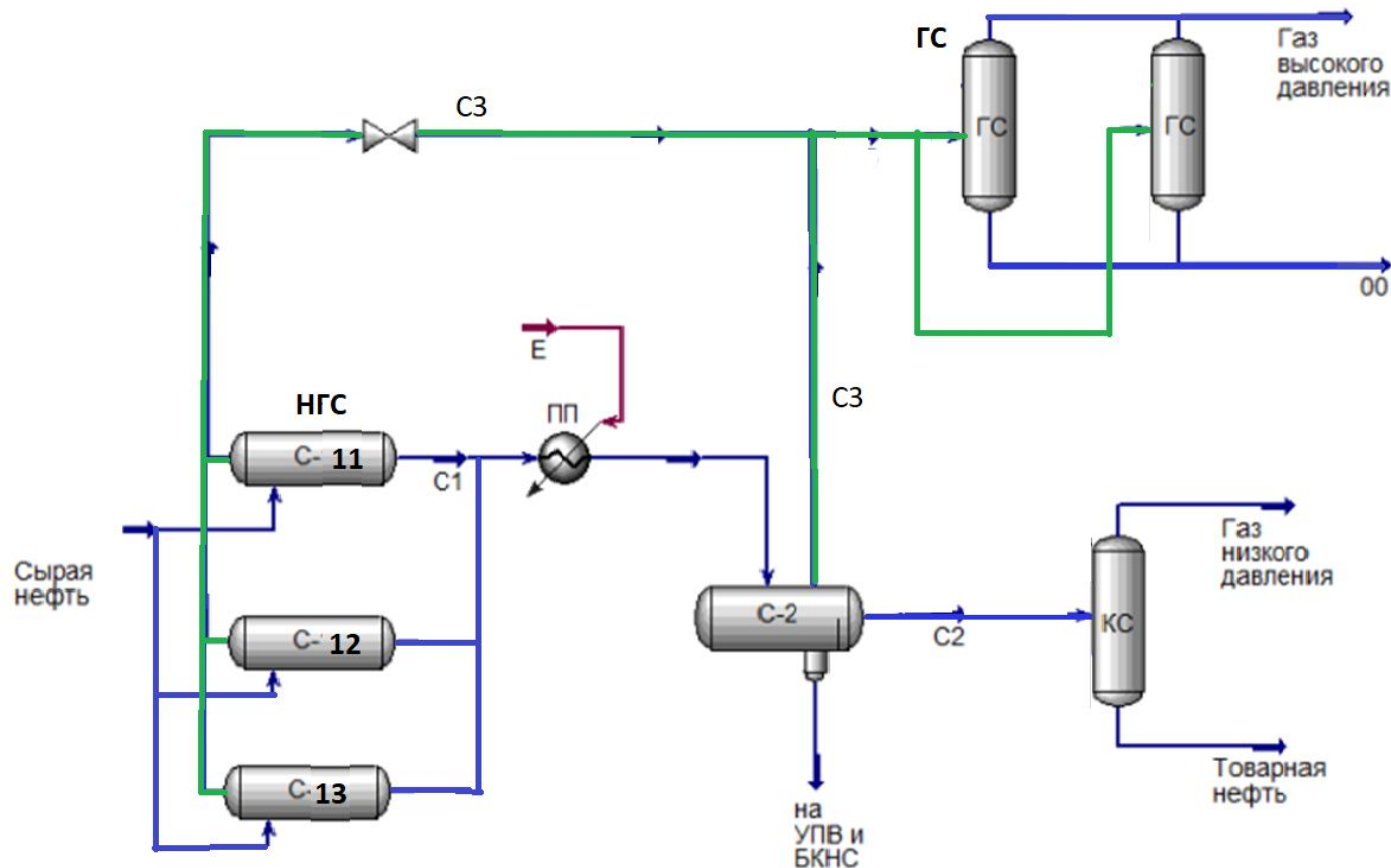 ГС
Газ
высокого
давления
С3
ГС
ГС
00
Е
ПП
С3
НГС
С- 11
С1
Сырая
нефть
Газ
низкого
давления
С-2
С2
КС
С- 12
Товарная
нефть
С-13
на
УПВ и
БКНС